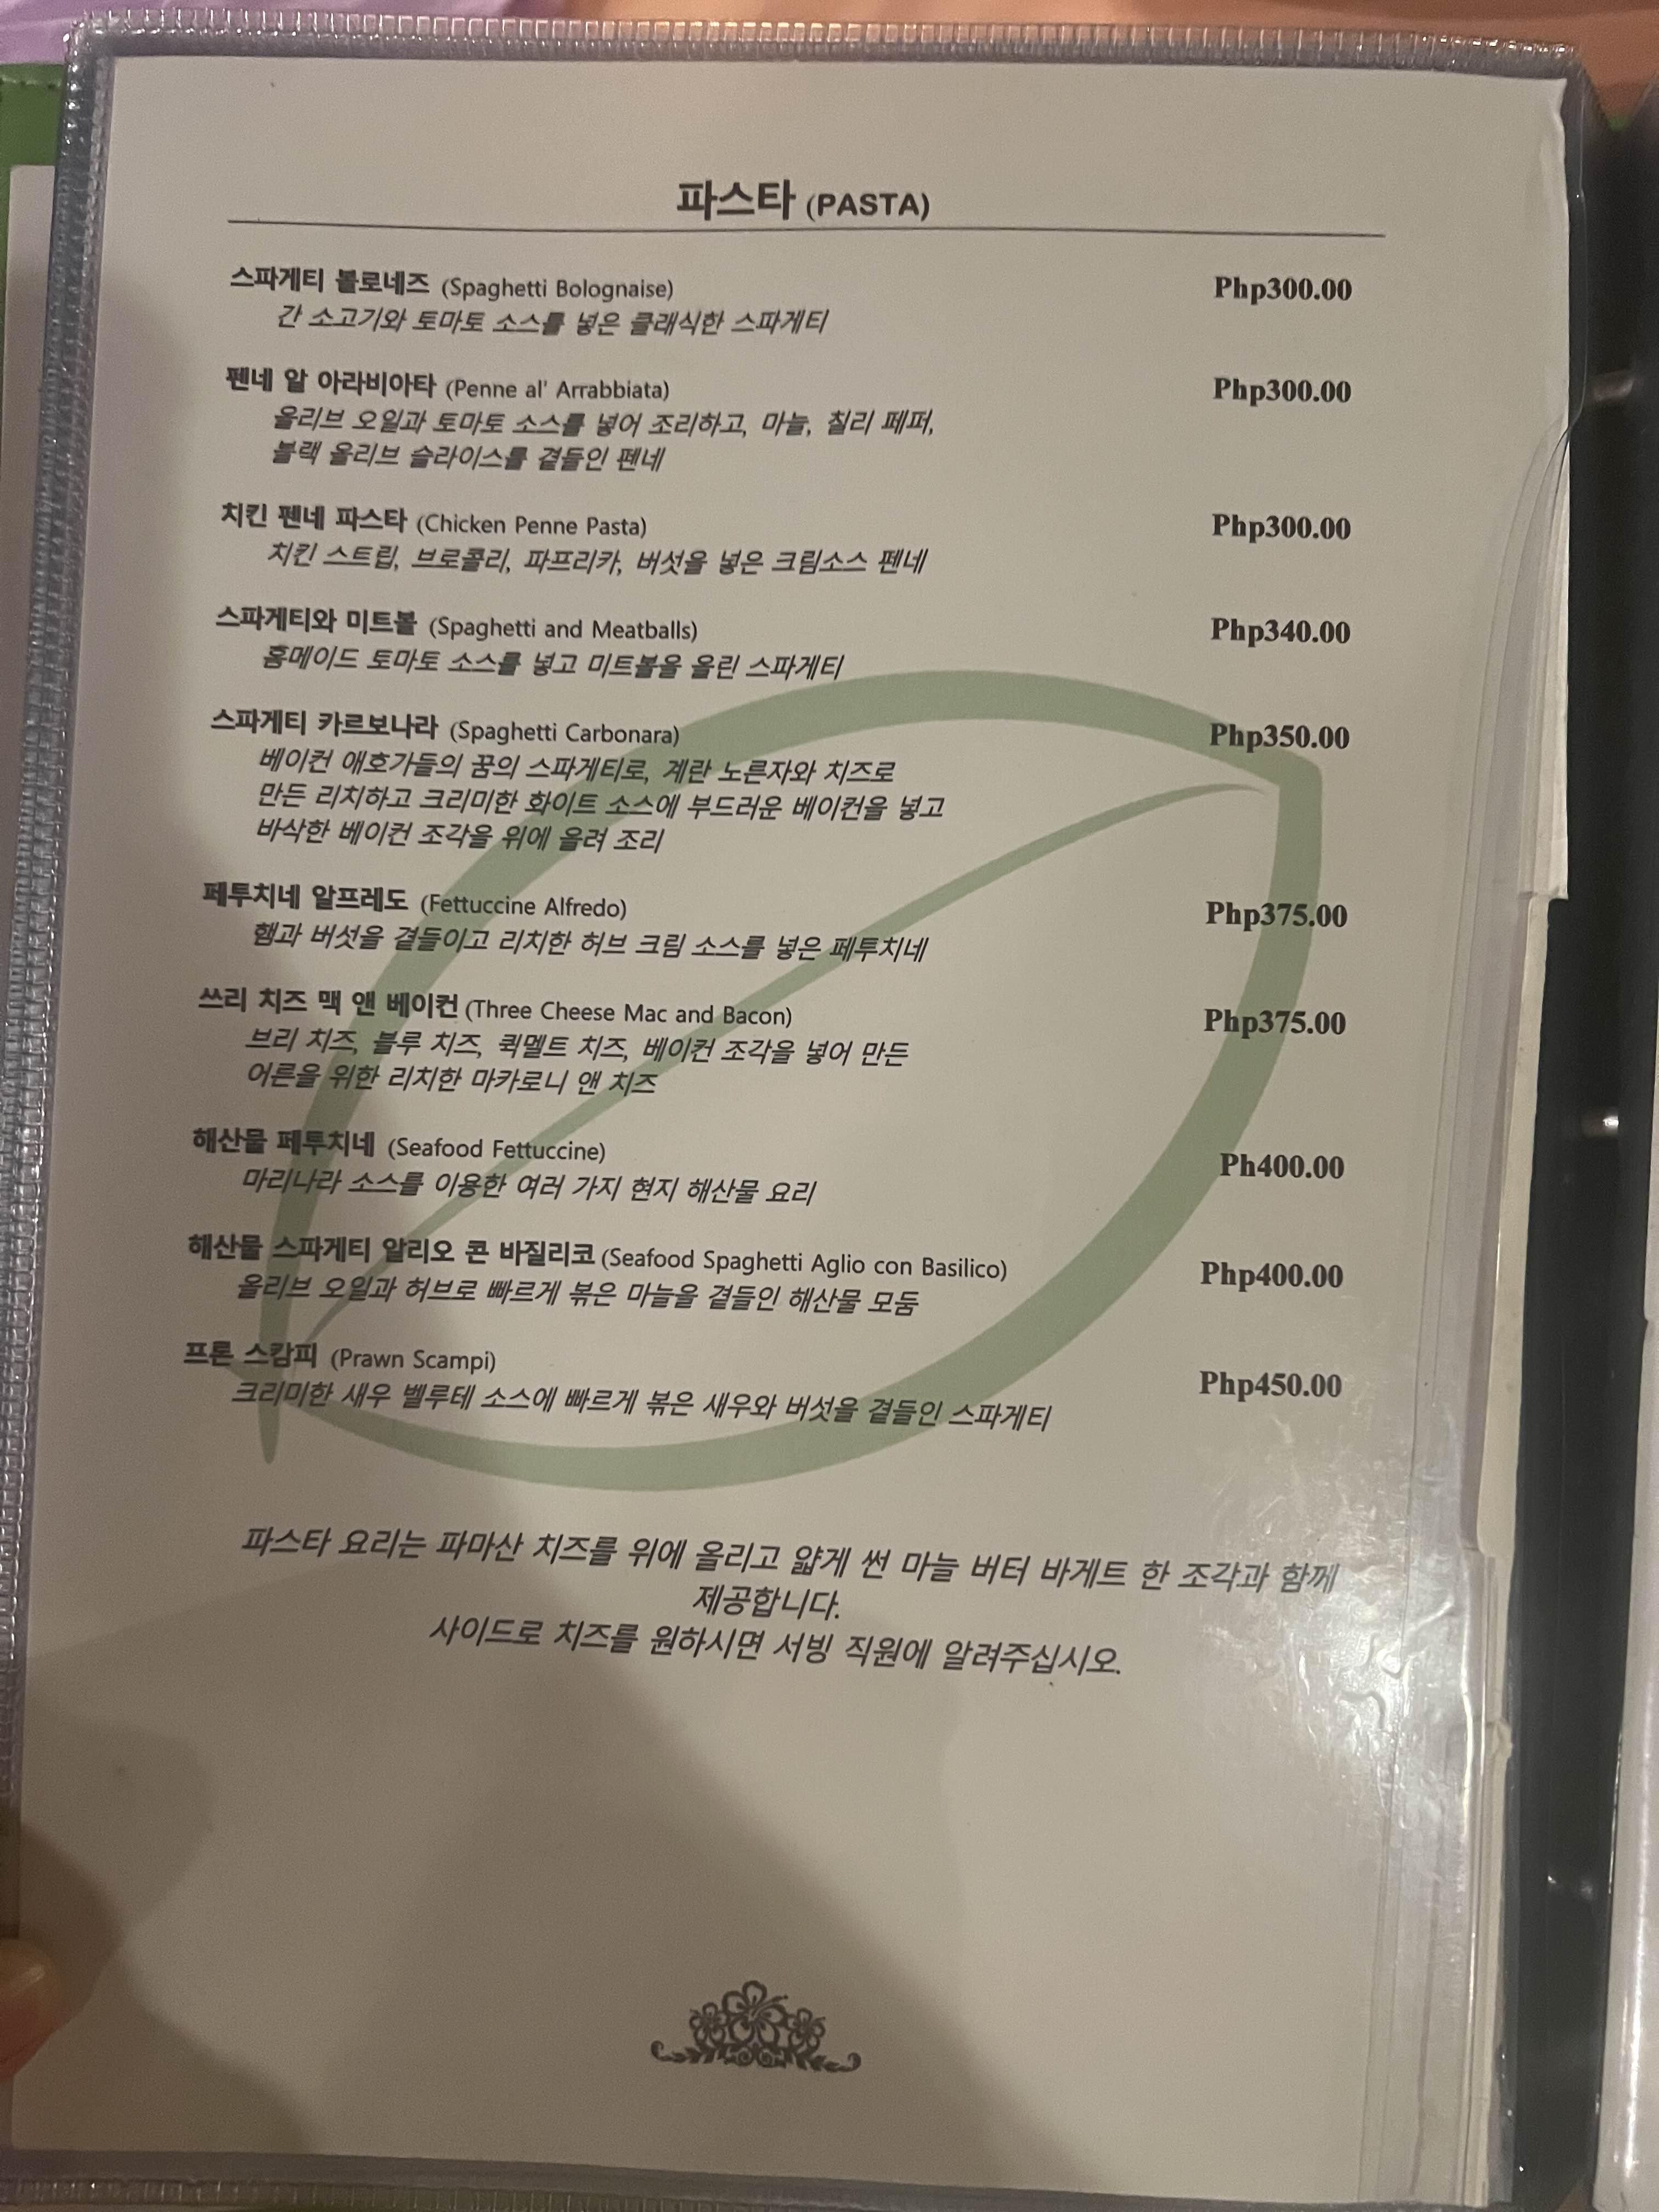 파스타 (PASTA)
스파게티 볼로네즈 (Spaghetti Bolognaise) Php300.00
간 소고기와 토마토 소스를 넣은 클래식한 스파게티
펜네 알 아라비아타 (Penne al' Arrabbiata) Php300.00
올리브 오일과 토마토 소스를 넣어 조리하고, 마늘, 칠리 페퍼,
블랙 올리브 슬라이스를 곁들인 펜네
치킨 펜네 파스타 (Chicken Penne Pasta) Php300.00
치킨 스트립, 브로콜리, 파프리카, 버섯을 넣은 크림소스 펜네
스파게티와 미트볼 (Spaghetti and Meatballs) Php340.00
홈메이드 토마토 소스를 넣고 미트볼을 올린 스파게티
스파게티 카르보나라 (Spaghetti Carbonara) Php350.00
베이컨 애호가들의 꿈의 스파게티로, 계란 노른자와 치즈로
만든 리치하고 크리미한 화이트 소스에 부드러운 베이컨을 넣고
바삭한 베이컨 조각을 위에 올려 조리
페투치네 알프레도 (Fettuccine Alfredo) Php375.00
햄과 버섯을 곁들이고 리치한 허브 크림 소스를 넣은 페투치네
쓰리 치즈 맥 앤 베이컨 (Three Cheese Mac and Bacon) Php375.00
브리 치즈, 블루 치즈, 퀵멜트 치즈, 베이컨 조각을 넣어 만든
어른을 위한 리치한 마카로니 앤 치즈
해산물 페투치네 (Seafood Fettuccine) Ph400.00
마리나라 소스를 이용한 여러 가지 현지 해산물 요리
해산물 스파게티 알리오 콘 바질리코 (Seafood Spaghetti Aglio con Basilico) Php400.00
올리브 오일과 허브로 빠르게 볶은 마늘을 곁들인 해산물 모둠
프론 스캄피 (Prawn Scampi) Php450.00
크리미한 새우 벨루테 소스에 빠르게 볶은 새우와 버섯을 곁들인 스파게티
파스타 요리는 파마산 치즈를 위에 올리고 얇게 썬 마늘 버터 바게트 한 조각과 함께
제공합니다.
사이드로 치즈를 원하시면 서빙 직원에 알려주십시오.